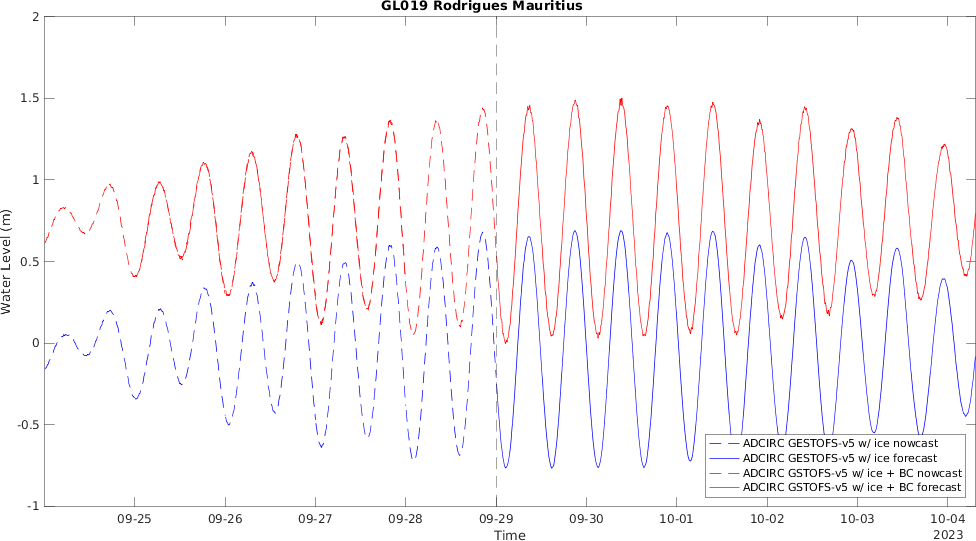 GL019 Rodrigues Mauritius
2
1.5
1
0.5
0
-0.5
-1
Water Level (m)
09-25 09-26 09-27 09-28 09-29 09-30 10-01 10-02 10-03 10-04
Time
2023
ADCIRC GESTOFS-v5 w/ ice nowcast
ADCIRC GESTOFS-v5 w/ ice forecast
ADCIRC GSTOFS-v5 w/ ice + BC nowcast
ADCIRC GSTOFS-v5 w/ ice + BC forecast